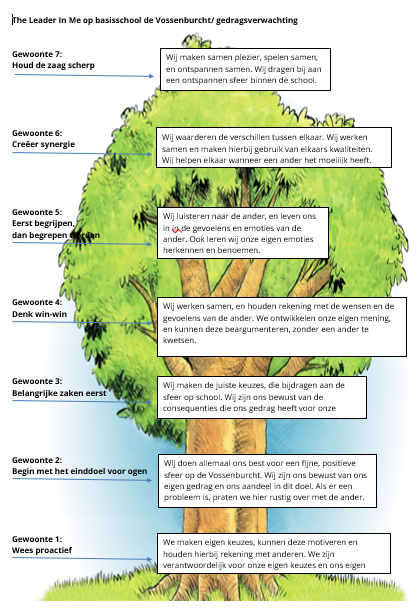 The Leader In Me op basisschool de Vossenburcht/ gedragsverwachting
Gewoonte 7:
Houd de zaag scherp
Wij maken samen plezier, spelen samen,
en ontspannen samen. Wij dragen bij aan
een ontspannen sfeer binnen de school.
Gewoonte 6:
Creëer synergie
Wij waarderen de verschillen tussen elkaar. Wij werken
samen en maken hierbij gebruik van elkaars kwaliteiten.
Wij helpen elkaar wanneer een ander het moeilijk heeft.
Gewoonte 5:
Eerst begrijpen,
dan begrepen worden
Wij luisteren naar de ander, en leven ons
in in de gevoelens en emoties van de
ander. Ook leren wij onze eigen emoties
herkennen en benoemen.
Gewoonte 4:
Denk win-win
Wij werken samen, en houden rekening met de wensen en de
gevoelens van de ander. We ontwikkelen onze eigen mening,
en kunnen deze beargumenteren, zonder een ander te
kwetsen.
Gewoonte 3:
Belangrijke zaken eerst
Wij maken de juiste keuzes, die bijdragen aan de
sfeer op school. Wij zijn ons bewust van de
consequenties die ons gedrag heeft voor onze
Gewoonte 2:
Begin met het einddoel voor ogen
Wij doen allemaal ons best voor een fijne, positieve
sfeer op de Vossenburcht. Wij zijn ons bewust van ons
eigen gedrag en ons aandeel in dit doel. Als er een
probleem is, praten we hier rustig over met de ander.
Gewoonte 1:
Wees proactief
We maken eigen keuzes, kunnen deze motiveren en
houden hierbij rekening met anderen. We zijn
verantwoordelijk voor onze eigen keuzes en ons eigen